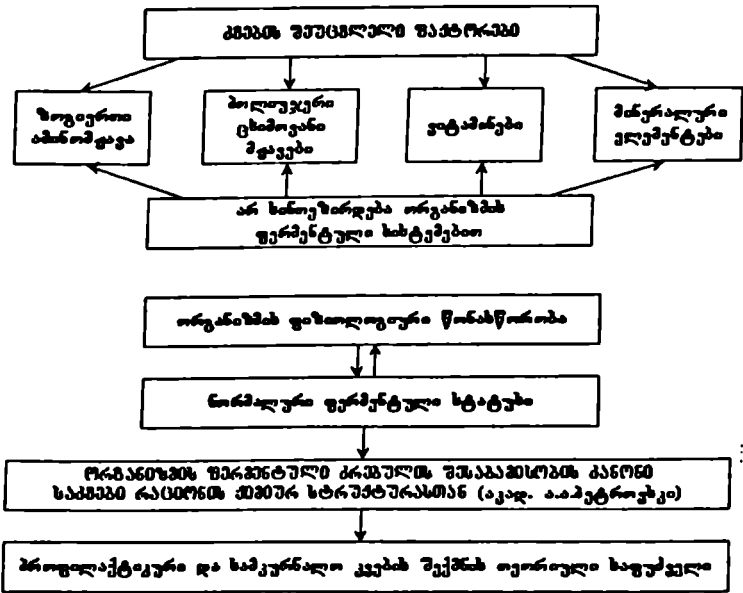 კვების შეუცვლელი ფაქტორები
ზოგიერთი
ამინომჟავა
პოლიუჯერი
ცხიმოვანი
მჟავები
ვიტამინები
მინერალური
ელემენტები
არ სინთეზირდება ორგანიზმის
ფერმენტული სისტემებით
ორგანიზმის ფიზიოლოგიური წონასწორობა
ნორმალური ფერმენტული სტატუსი
ორგანიზმის ფერმენტული კრებულის შესაბამისობის კანონი
საკვები რაციონის ქიმიურ სტრუქტურასთან (აკად. ა.ა.პეტროვსკი)
პროფილაქტიკური და სამკურნალო კვების შექმნის თეორიული საფუძველი